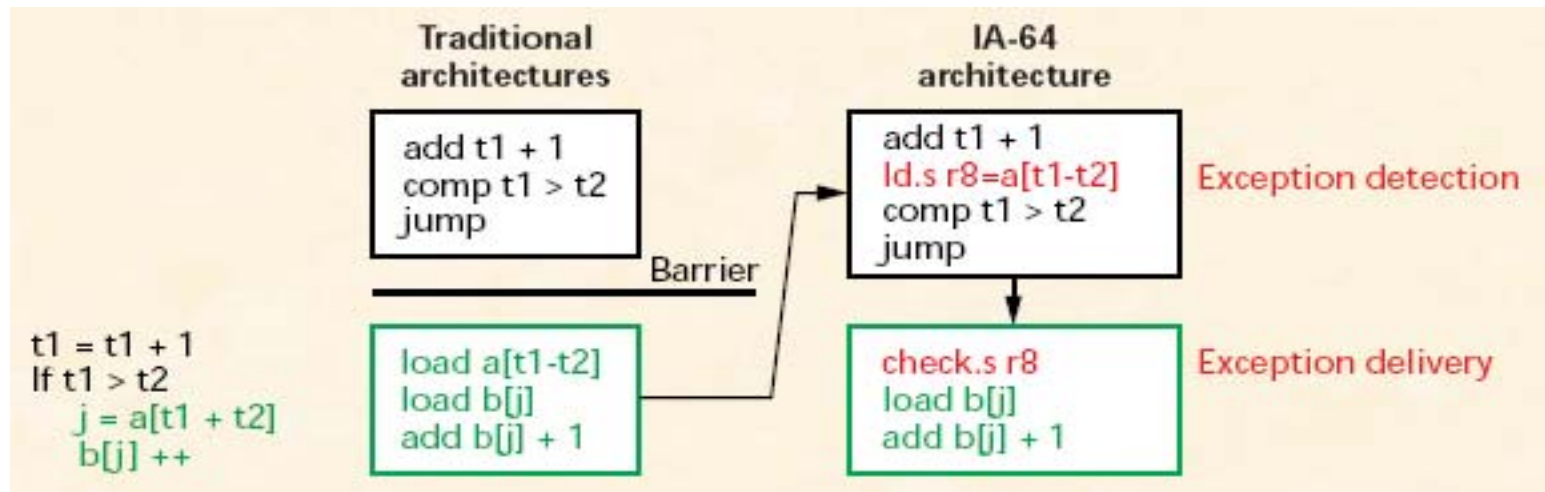 Traditional
architectures
add t1 + 1
comp t1 > t2
jump
Barrier
load a[t1-t2]
load b[j]
add b[j] + 1
t1 = t1 + 1
If t1 > t2
j = a[t1 + t2]
b[j] ++
IA-64
architecture
add t1 + 1
ld.s r8=a[t1-t2]
comp t1 > t2
jump
Exception detection
check.s r8
load b[j]
add b[j] + 1
Exception delivery